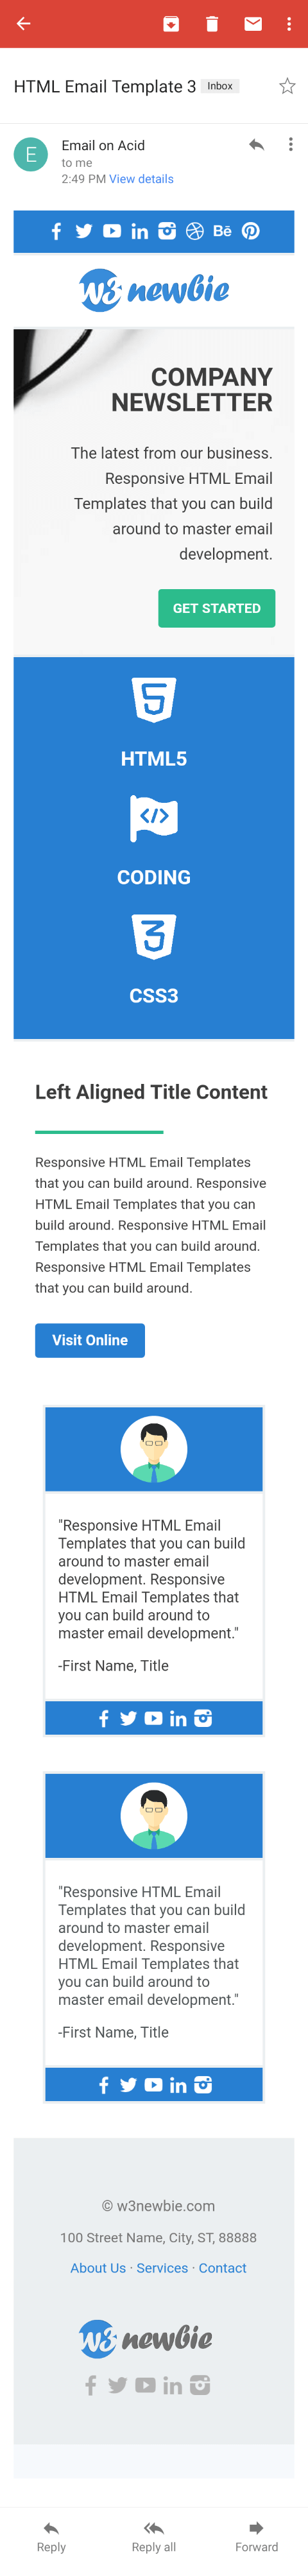 HTML Email Template 3 Inbox
E
Email on Acid
to me
2:49 PM View details
W3 newbie
COMPANY
NEWSLETTER
The latest from our business.
Responsive HTML Email
Templates that you can build
around to master email
development.
GET STARTED
HTML5
CODING
CSS3
Left Aligned Title Content
Responsive HTML Email Templates
that you can build around. Responsive
HTML Email Templates that you can
build around. Responsive HTML Email
Templates that you can build around.
Responsive HTML Email Templates
that you can build around.
Visit Online
"Responsive HTML Email
Templates that you can build
around to master email
development. Responsive
HTML Email Templates that
you can build around to
master email development."
-First Name, Title
"Responsive HTML Email
Templates that you can build
around to master email
development. Responsive
HTML Email Templates that
you can build around to
master email development."
-First Name, Title
© w3newbie.com
100 Street Name, City, ST, 88888
About Us · Services · Contact
W3 newbie
Reply Reply all Forward